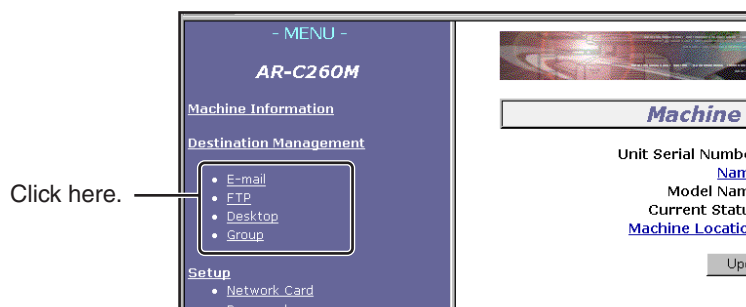 - MENU -
AR-C260M
Machine Information
Destination Management
E-mail
FTP
Desktop
Group
Click here.
Setup
Network Card
Machine
Unit Serial Numbe
Nam
Model Nam
Current Statu
Machine Locatio
Up